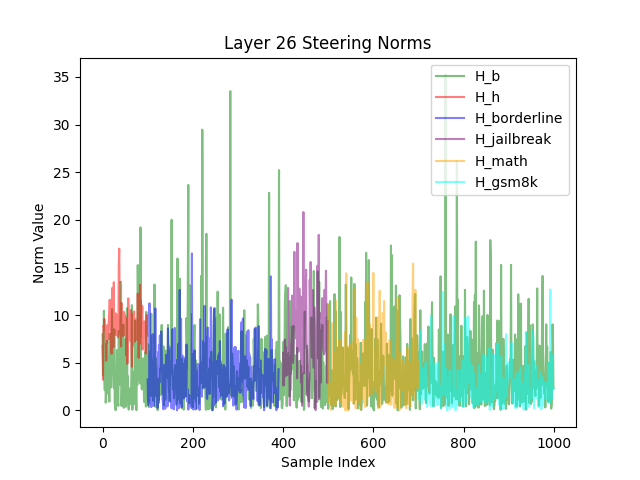 Layer 26 Steering Norms
Norm Value
35
30
25
20
15
10
5
0
H_b
H_h
H_borderline
H_jailbreak
H_math
H_gsm8k
0
200
400
600
800
1000
Sample Index